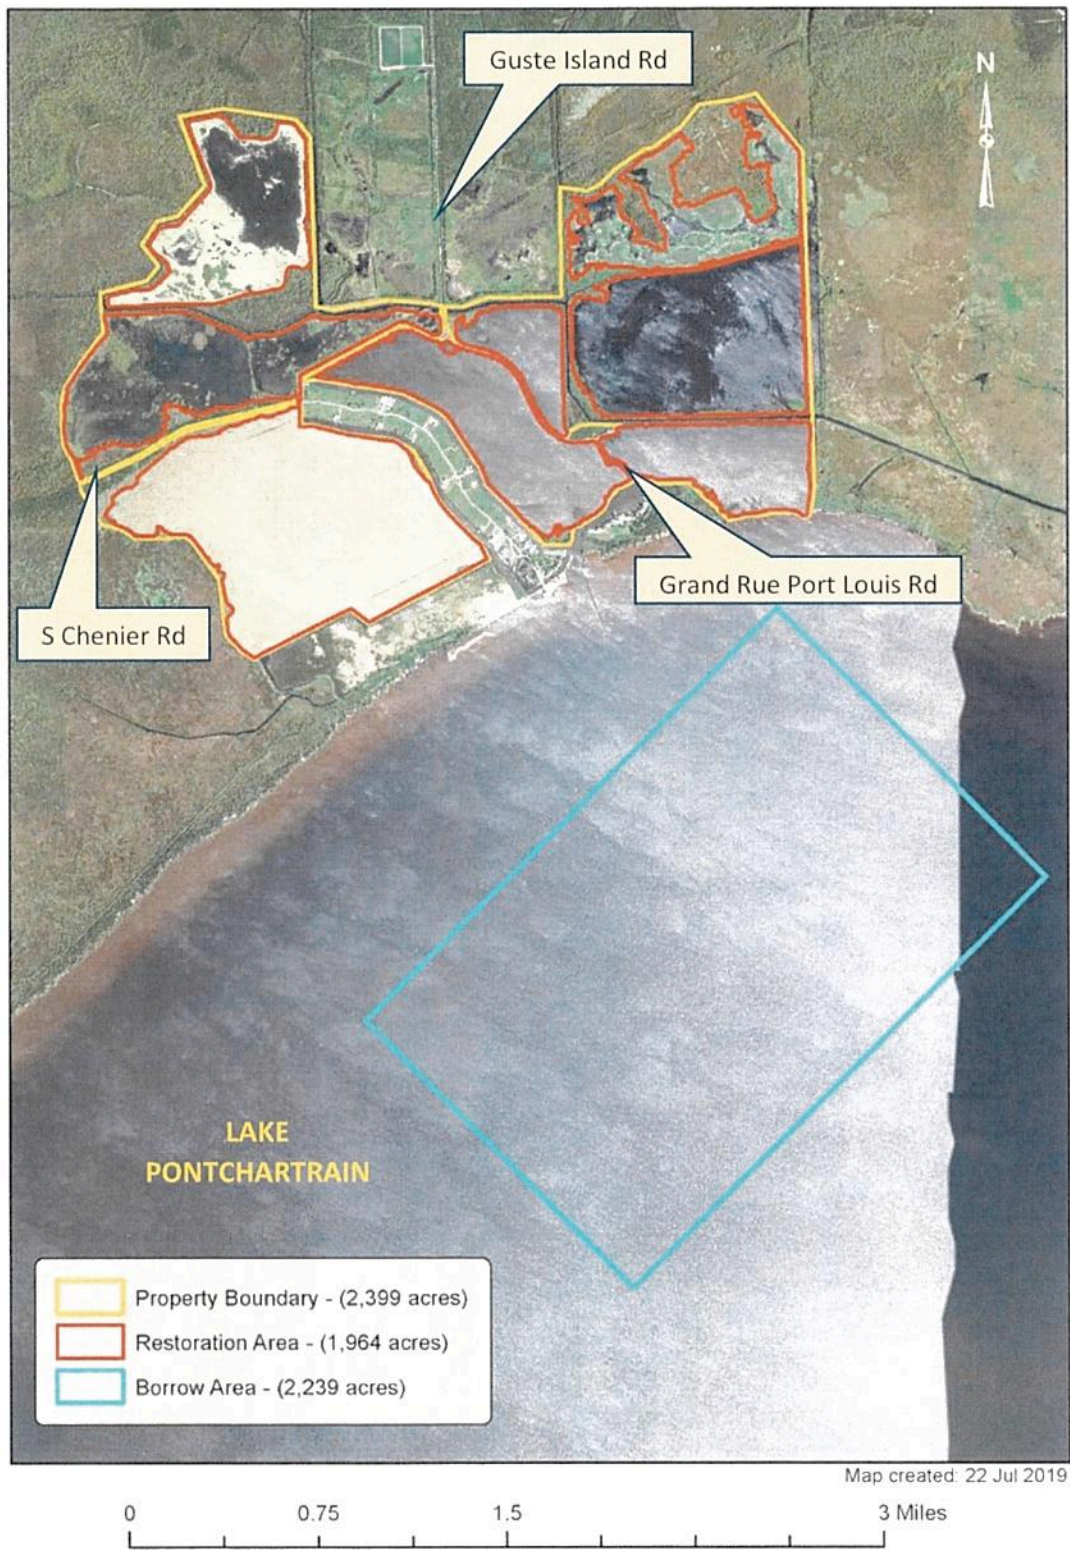 Guste Island Rd
N
Grand Rue Port Louis Rd
S Chenier Rd
LAKE
PONTCHARTRAIN
Property Boundary - (2,399 acres)
Restoration Area - (1,964 acres)
Borrow Area - (2,239 acres)
Map created: 22 Jul 2019
0 0.75 1.5 3 Miles